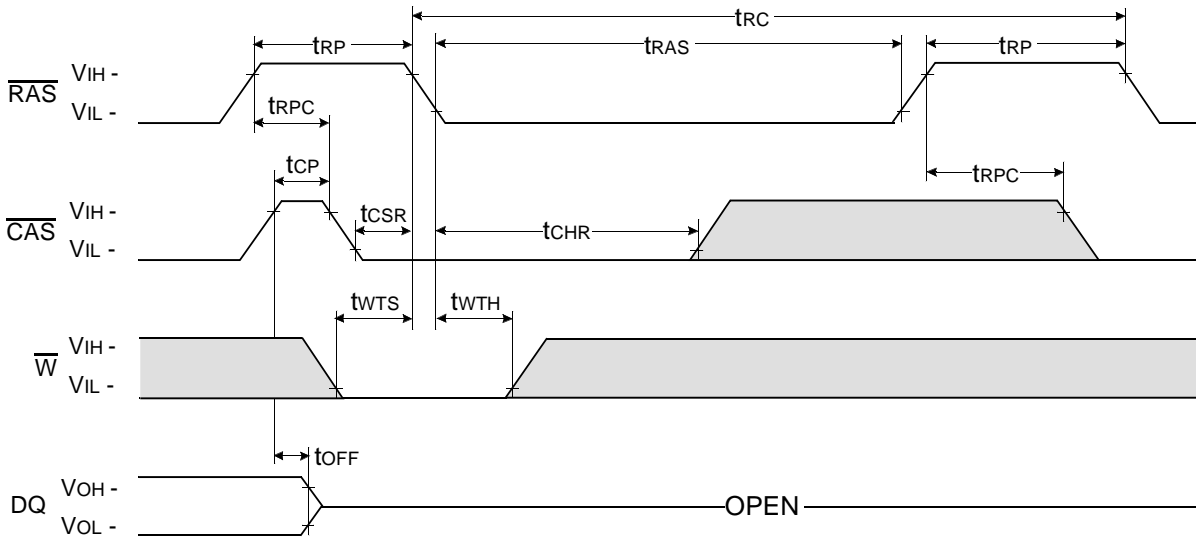 tRC
tRP tRAS tRP
RAS VIH -
VIL -
tRPC
tCP tRPC
CAS VIH -
VIL -
tCSR tCHR
tWTS tWTH
W VIH -
VIL -
tOFF
DQ VOH -
VOL -
OPEN